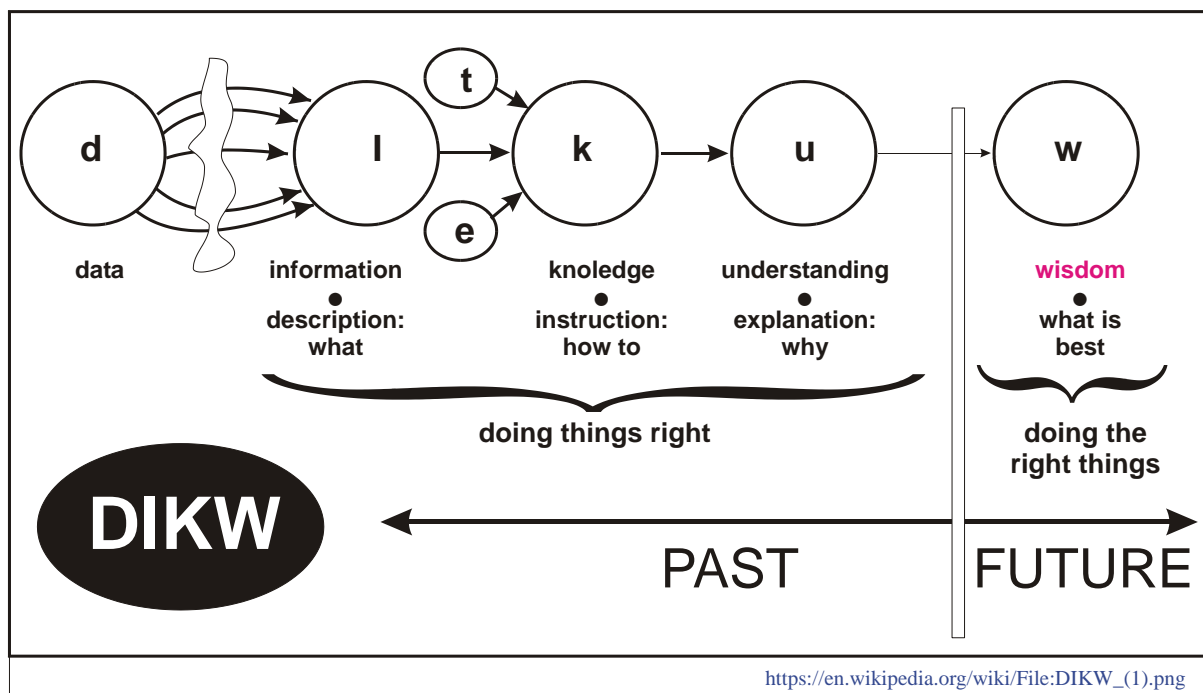 t
d
l
k
u
w
e
data
information
knoledge
understanding
wisdom
description:
what
instruction:
how to
explanation:
why
what is
best
doing things right
doing the
right things
DIKW
PAST
FUTURE
https://en.wikipedia.org/wiki/File:DIKW_(1).png